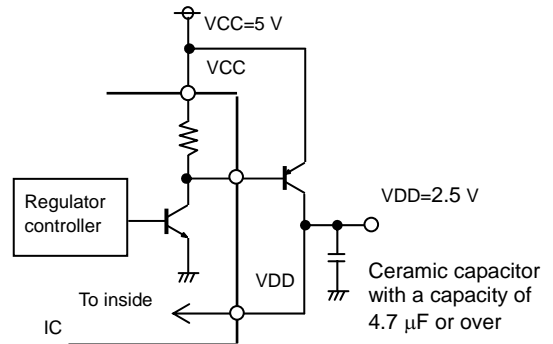 VCC=5 V
VCC
Regulator
controller
VDD=2.5 V
VDD
To inside
IC
Ceramic capacitor
with a capacity of
4.7 μF or over